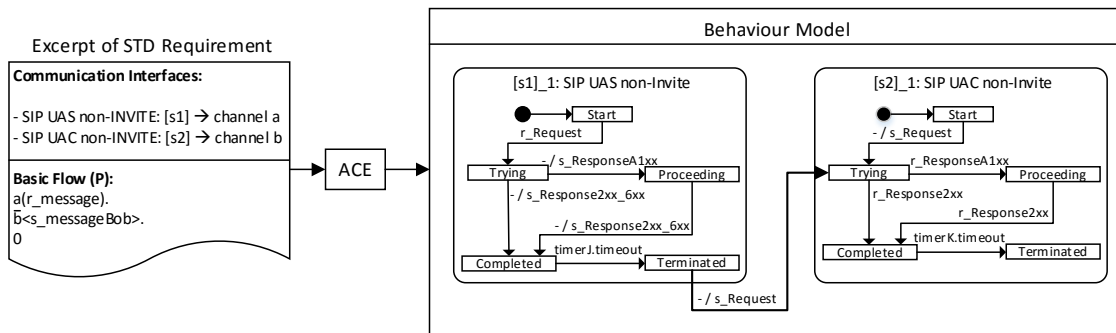 Excerpt of STD Requirement
Communication Interfaces:
- SIP UAS non-INVITE: [s1] → channel a
- SIP UAC non-INVITE: [s2] → channel b
Basic Flow (P):
a(r_message).
b̅<s_messageBob>.
0
ACE
Behaviour Model
[s1]_1: SIP UAS non-Invite
Start
r_Request
- / s_ResponseA1xx
Trying
Proceeding
- / s_Response2xx_6xx
- / s_Response2xx_6xx
timerJ.timeout
Completed
Terminated
- / s_Request
[s2]_1: SIP UAC non-Invite
Start
- / s_Request
r_ResponseA1xx
Trying
Proceeding
r_Response2xx
r_Response2xx
timerK.timeout
Completed
Terminated